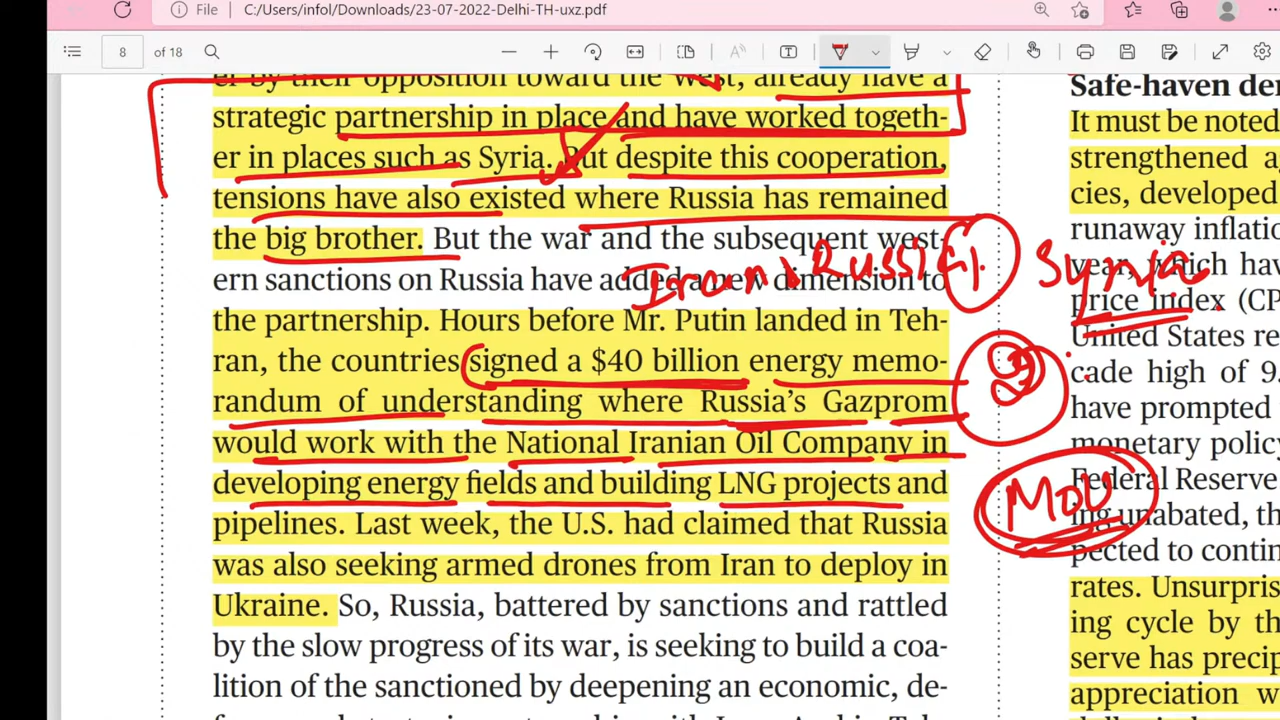 File
C:/Users/infol/Downloads/23-07-2022-Delhi-TH-uxz.pdf
8 of 18
er by their opposition toward the west, already have a
strategic partnership in place and have worked togeth-
er in places such as Syria. But despite this cooperation,
tensions have also existed where Russia has remained
the big brother. But the war and the subsequent west-
ern sanctions on Russia have added a new dimension to
the partnership. Hours before Mr. Putin landed in Teh-
ran, the countries signed a $40 billion energy memo-
randum of understanding where Russia's Gazprom
would work with the National Iranian Oil Company in
developing energy fields and building LNG projects and
pipelines. Last week, the U.S. had claimed that Russia
was also seeking armed drones from Iran to deploy in
Ukraine. So, Russia, battered by sanctions and rattled
by the slow progress of its war, is seeking to build a coa-
lition of the sanctioned by deepening an economic, de-
Iran Russia
1
Syria
2
MOU
Safe-haven de
It must be noted
strengthened a
cies, developed
runaway inflatio
year, which hav
price index (CP
United States re
cade high of 9.
have prompted
monetary policy
Federal Reserve
ing unabated, th
pected to contin
rates. Unsurpris
ing cycle by th
serve has precip
appreciation w